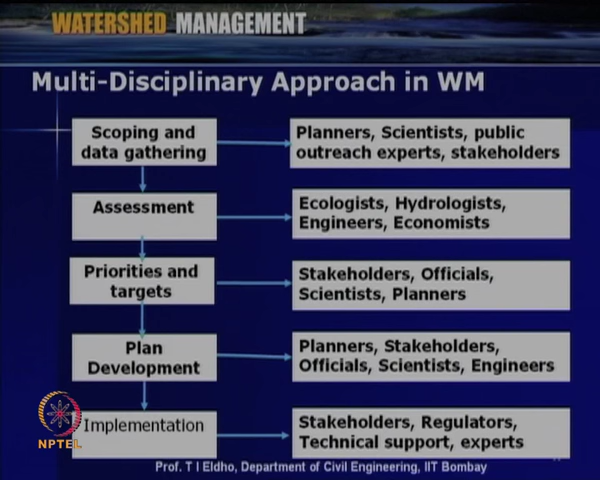 WATERSHED MANAGEMENT
Multi-Disciplinary Approach in WM
Scoping and
data gathering
Planners, Scientists, public
outreach experts, stakeholders
Assessment
Ecologists, Hydrologists,
Engineers, Economists
Priorities and
targets
Stakeholders, Officials,
Scientists, Planners
Plan
Development
Planners, Stakeholders,
Officials, Scientists, Engineers
Implementation
Stakeholders, Regulators,
Technical support, experts
NPTEL
Prof. T I Eldho, Department of Civil Engineering, IIT Bombay